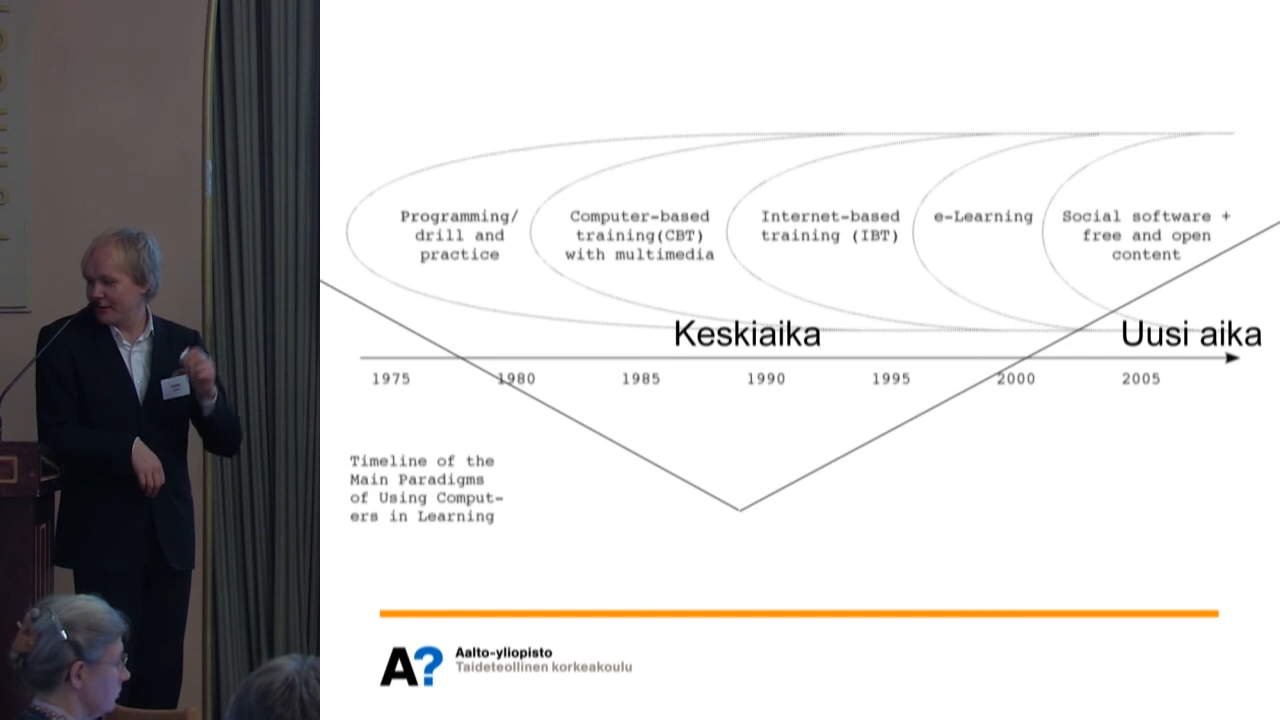 Programming/
drill and
practice
Computer-based
training(CBT)
with multimedia
Internet-based
training (IBT)
e-Learning
Social software +
free and open
content
Keskiaika
Uusi aika
1975
1980
1985
1990
1995
2000
2005
Timeline of the
Main Paradigms
of Using Comput-
ers in Learning
A?
Aalto-yliopisto
Taideteollinen korkeakoulu